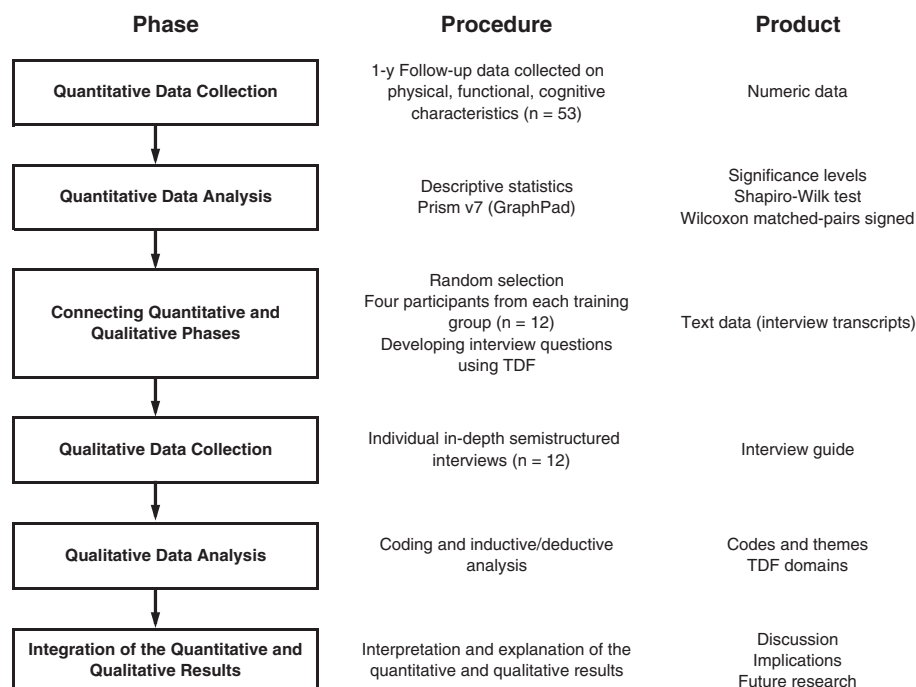 Phase Procedure Product
Quantitative Data Collection
1-y Follow-up data collected on
physical, functional, cognitive
characteristics (n = 53)
Numeric data
Quantitative Data Analysis
Descriptive statistics
Prism v7 (GraphPad)
Significance levels
Shapiro-Wilk test
Wilcoxon matched-pairs signed
Connecting Quantitative and
Qualitative Phases
Random selection
Four participants from each training
group (n = 12)
Developing interview questions
using TDF
Text data (interview transcripts)
Qualitative Data Collection
Individual in-depth semistructured
interviews (n = 12)
Interview guide
Qualitative Data Analysis
Coding and inductive/deductive
analysis
Codes and themes
TDF domains
Integration of the Quantitative and
Qualitative Results
Interpretation and explanation of the
quantitative and qualitative results
Discussion
Implications
Future research